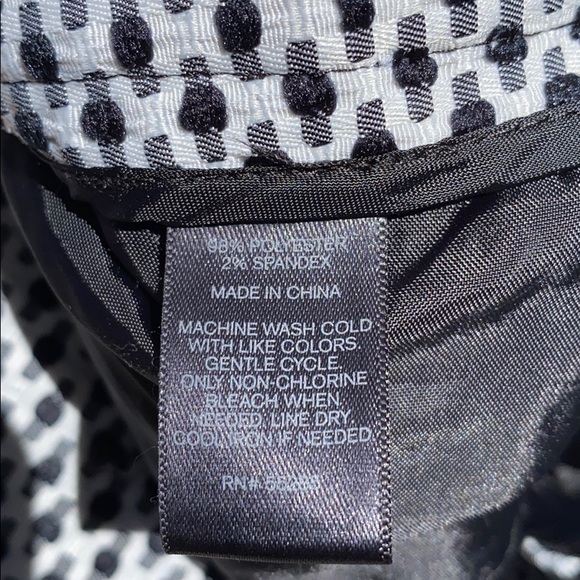 98% POLYESTER
2% SPANDEX
MADE IN CHINA
MACHINE WASH COLD
WITH LIKE COLORS
GENTLE CYCLE
ONLY NON-CHLORINE
BLEACH WHEN
NEEDED. LINE DRY.
COOL IRON IF NEEDED.
RN#